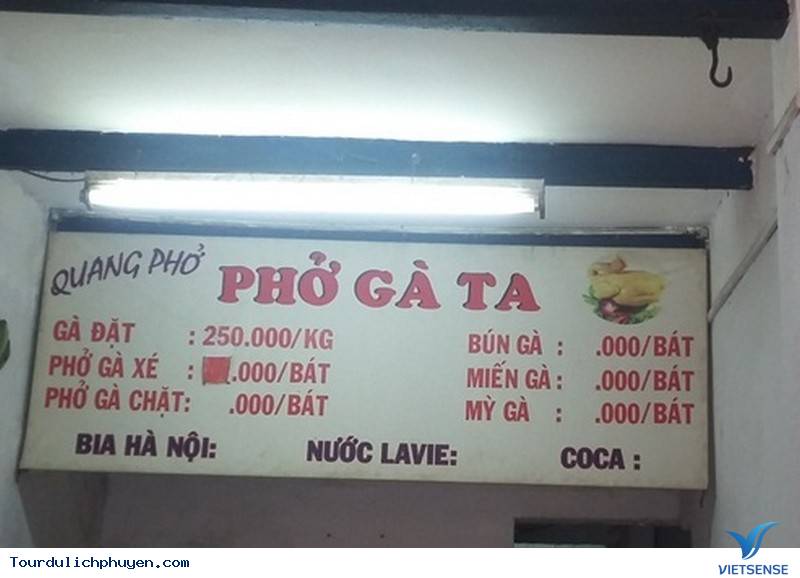 QUANG PHỞ
PHỞ GÀ TA
GÀ ĐẶT : 250.000/KG
PHỞ GÀ XÉ : .000/BÁT
PHỞ GÀ CHẶT: .000/BÁT
BÚN GÀ : .000/BÁT
MIẾN GÀ : .000/BÁT
MỲ GÀ : .000/BÁT
BIA HÀ NỘI: NƯỚC LAVIE: COCA :
Tourdulichphuyen.com
VIETSENSE